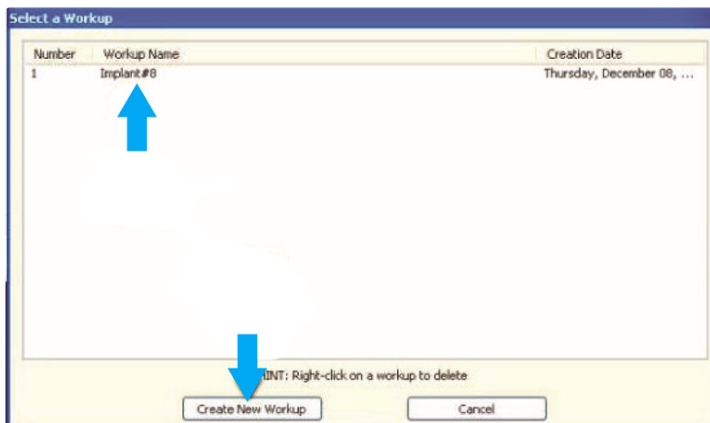 Select a Workup
Number Workup Name Creation Date
1 Implant#8 Thursday, December 08, ...
HINT: Right-click on a workup to delete
Create New Workup Cancel